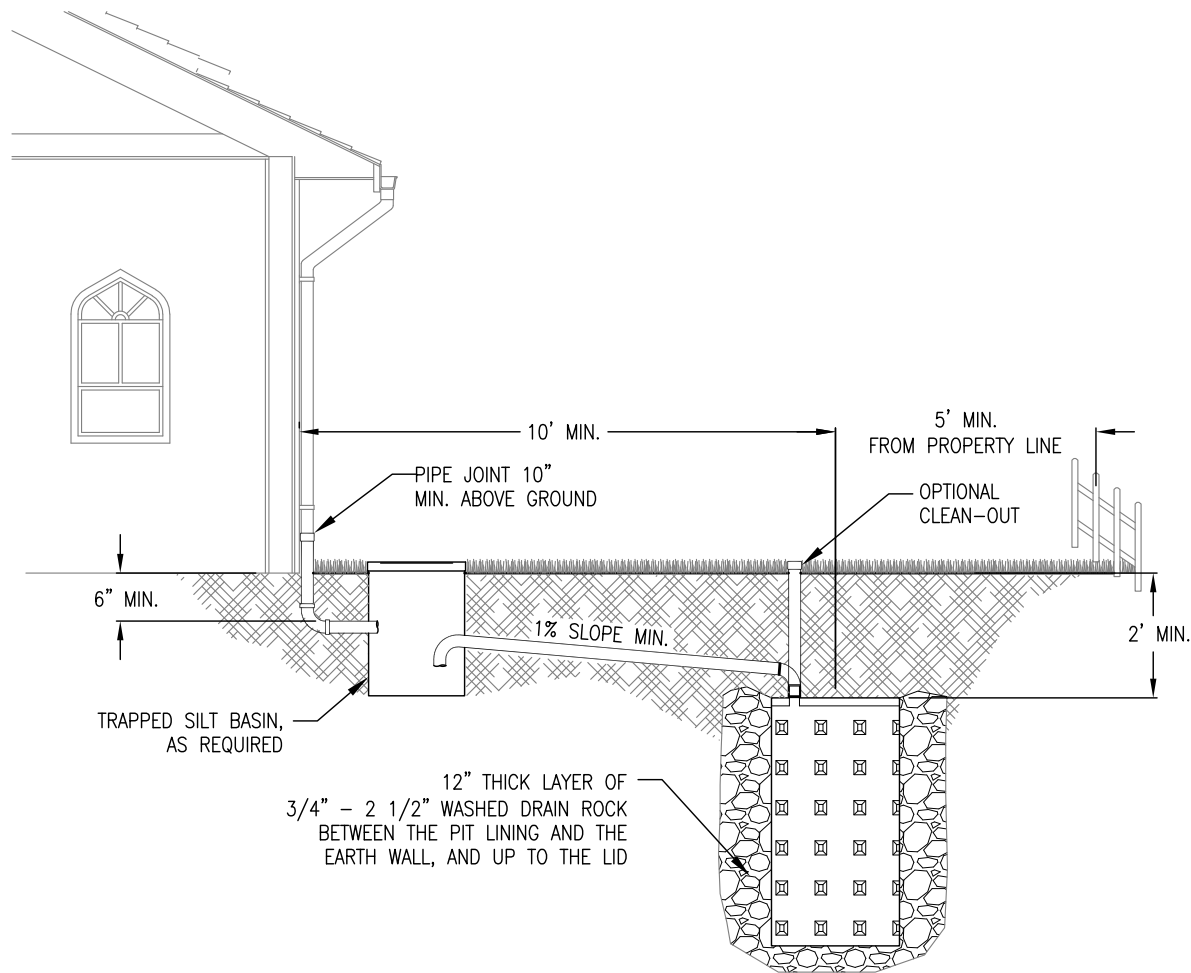 10' MIN.
5' MIN.
FROM PROPERTY LINE
PIPE JOINT 10"
MIN. ABOVE GROUND
OPTIONAL
CLEAN-OUT
6" MIN.
1% SLOPE MIN.
2' MIN.
TRAPPED SILT BASIN,
AS REQUIRED
12" THICK LAYER OF
3/4" - 2 1/2" WASHED DRAIN ROCK
BETWEEN THE PIT LINING AND THE
EARTH WALL, AND UP TO THE LID